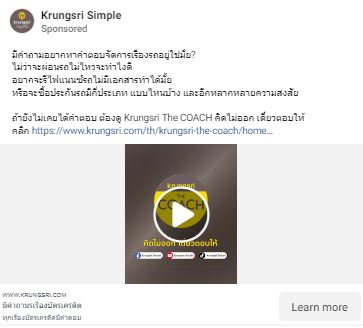 Krungsri Simple
Sponsored
มีคำถามอยากหาคำตอบจัดการเรื่องรถอยู่ใช่มั้ย?
ไม่ว่าจะผ่อนรถไม่ไหวจะทำไงดี
อยากจะรีไฟแนนซ์รถไม่มีเอกสารทำได้มั้ย
หรือจะซื้อประกันรถมีกี่ประเภท แบบไหนบ้าง และอีกหลากหลายความสงสัย
ถ้ายังไม่เคยได้คำตอบ ต้องดู Krungsri The COACH คิดไม่ออก เดี๋ยวตอบให้
คลิก https://www.krungsri.com/th/krungsri-the-coach/home...
krungsri
THE
COACH
คิดไม่ออก เดี๋ยวตอบให้
Krungsri Simple
Krungsri Simple
Krungsri Simple
WWW.KRUNGSRI.COM
มีคำถามเรื่องบัตรเครดิต
ทุกเรื่องบัตรเครดิตมีคำตอบ
Learn more